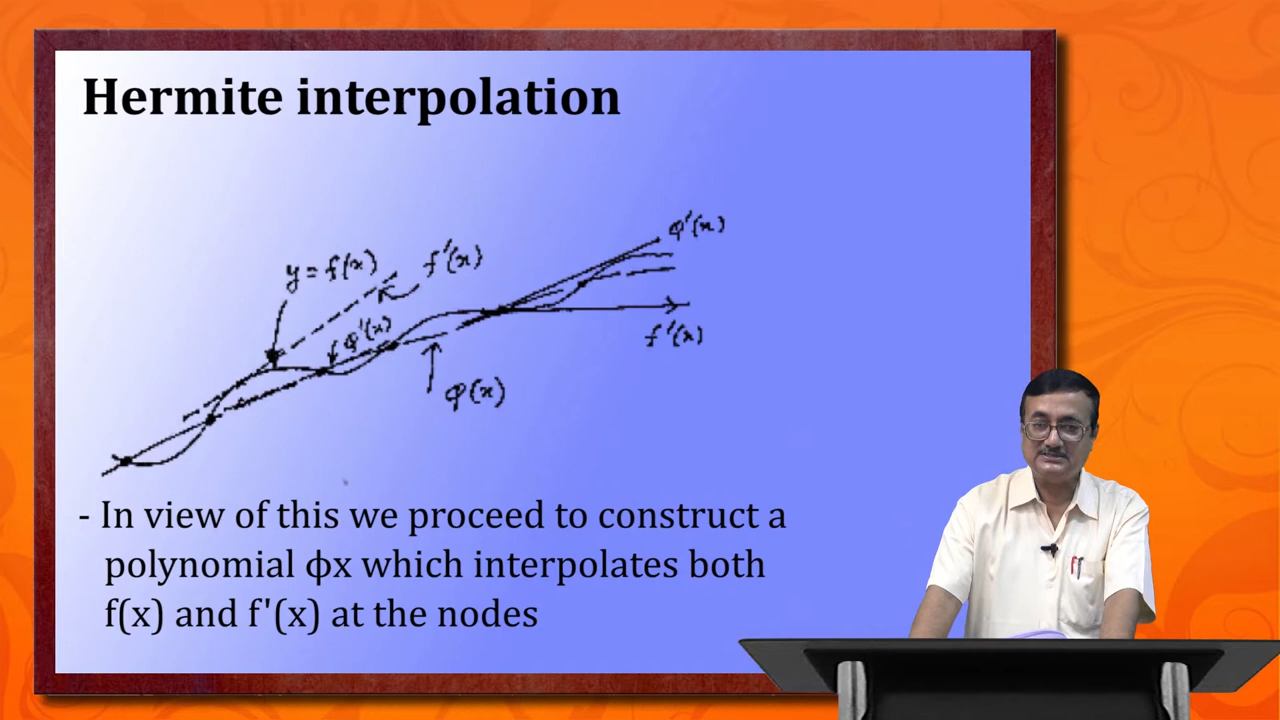 Hermite interpolation
φ'(x)
y = f(x)
f'(x)
φ'(x)
f'(x)
φ(x)
- In view of this we proceed to construct a
polynomial ϕx which interpolates both
f(x) and f'(x) at the nodes